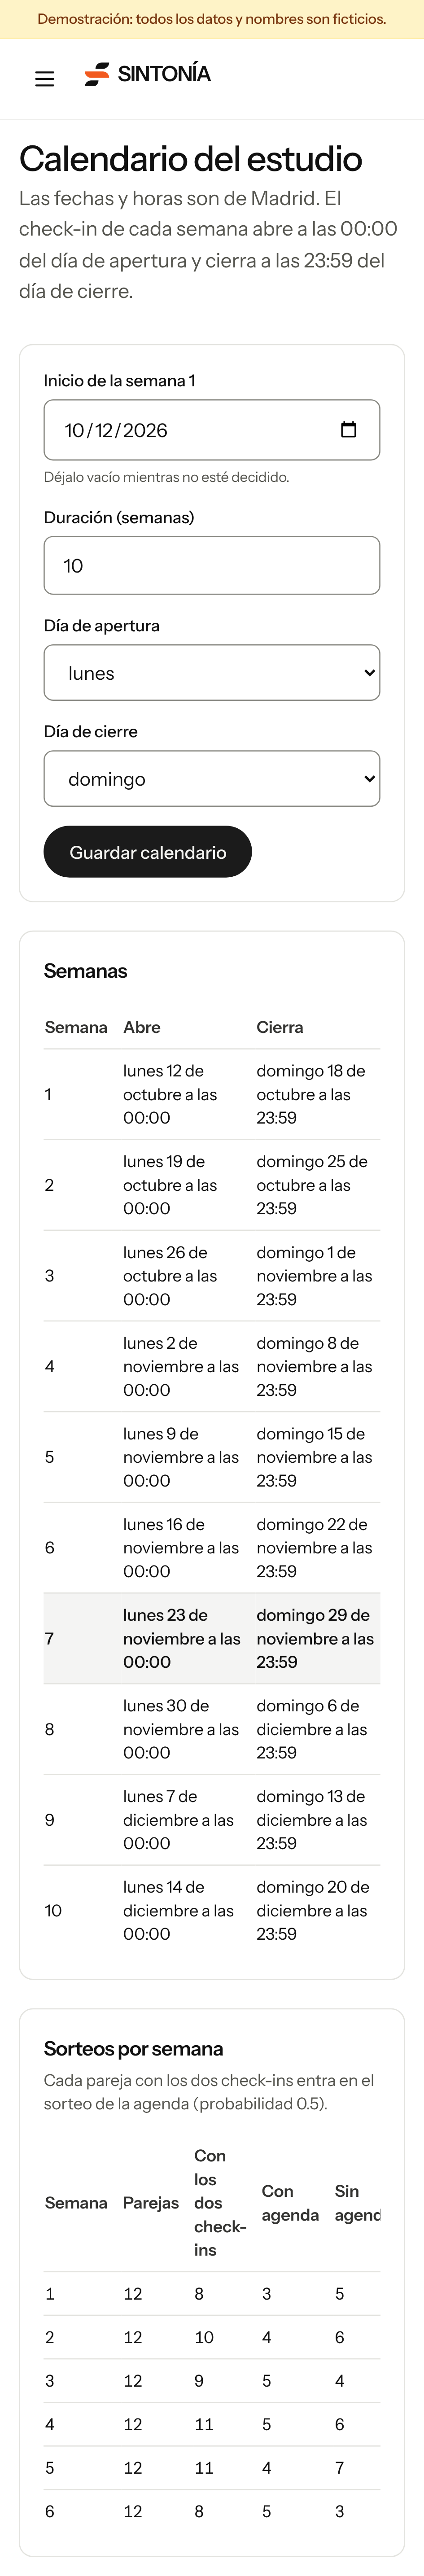 Demostración: todos los datos y nombres son ficticios.
SINTONÍA
Calendario del estudio
Las fechas y horas son de Madrid. El
check-in de cada semana abre a las 00:00
del día de apertura y cierra a las 23:59 del
día de cierre.
Inicio de la semana 1
10/12/2026
Déjalo vacío mientras no esté decidido.
Duración (semanas)
10
Día de apertura
lunes
Día de cierre
domingo
Guardar calendario
Semanas
Semana Abre Cierra
1 lunes 12 de octubre a las 00:00 domingo 18 de octubre a las 23:59
2 lunes 19 de octubre a las 00:00 domingo 25 de octubre a las 23:59
3 lunes 26 de octubre a las 00:00 domingo 1 de noviembre a las 23:59
4 lunes 2 de noviembre a las 00:00 domingo 8 de noviembre a las 23:59
5 lunes 9 de noviembre a las 00:00 domingo 15 de noviembre a las 23:59
6 lunes 16 de noviembre a las 00:00 domingo 22 de noviembre a las 23:59
7 lunes 23 de noviembre a las 00:00 domingo 29 de noviembre a las 23:59
8 lunes 30 de noviembre a las 00:00 domingo 6 de diciembre a las 23:59
9 lunes 7 de diciembre a las 00:00 domingo 13 de diciembre a las 23:59
10 lunes 14 de diciembre a las 00:00 domingo 20 de diciembre a las 23:59
Sorteos por semana
Cada pareja con los dos check-ins entra en el
sorteo de la agenda (probabilidad 0.5).
Semana Parejas Con los dos check-ins Con agenda Sin agend
1 12 8 3 5
2 12 10 4 6
3 12 9 5 4
4 12 11 5 6
5 12 11 4 7
6 12 8 5 3